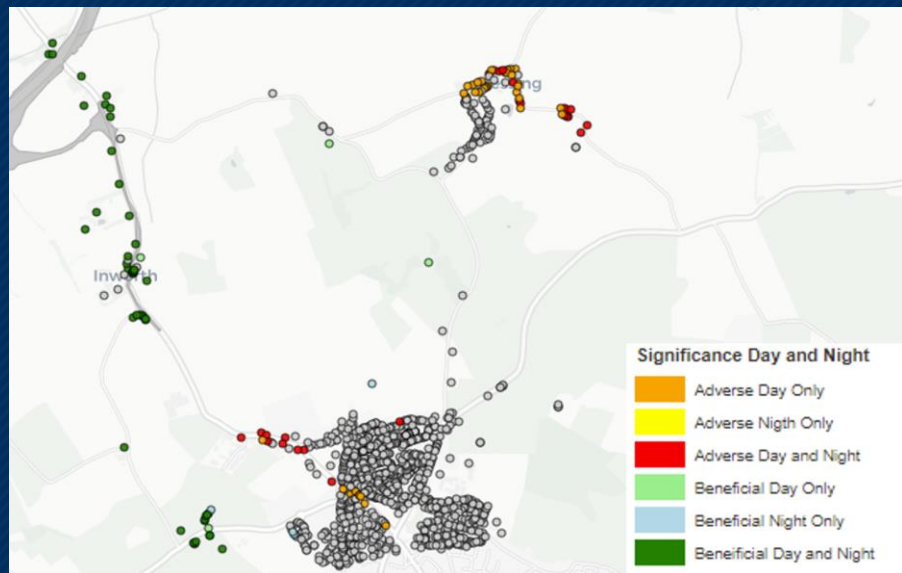 Inworth
Significance Day and Night
Adverse Day Only
Adverse Nigth Only
Adverse Day and Night
Beneficial Day Only
Beneficial Night Only
Beneificial Day and Night